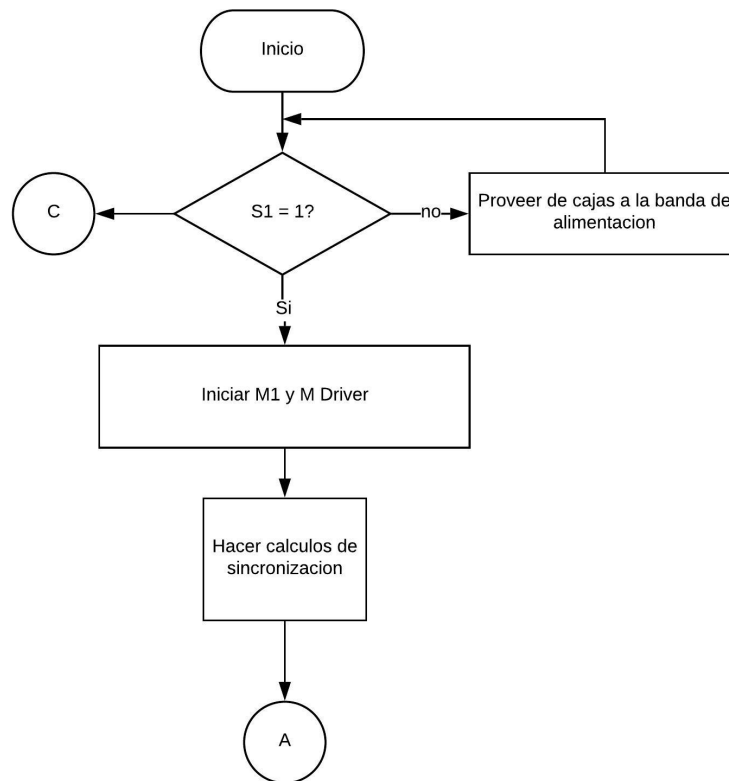 Inicio
C
S1 = 1?
no
Proveer de cajas a la banda de
alimentacion
Si
Iniciar M1 y M Driver
Hacer calculos de
sincronizacion
A